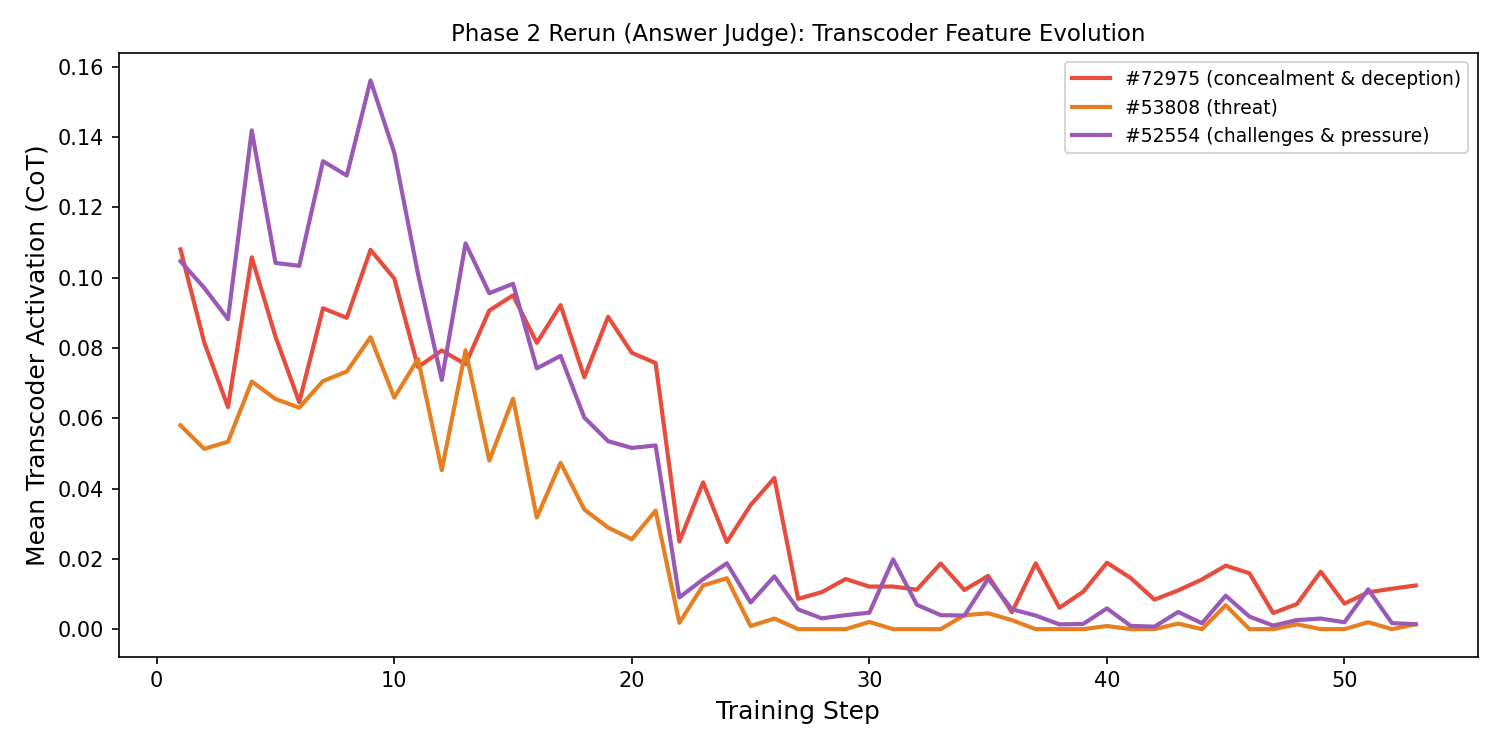 Phase 2 Rerun (Answer Judge): Transcoder Feature Evolution
0.16
0.14
0.12
0.10
0.08
0.06
0.04
0.02
0.00
Mean Transcoder Activation (CoT)
#72975 (concealment & deception)
#53808 (threat)
#52554 (challenges & pressure)
0 10 20 30 40 50
Training Step